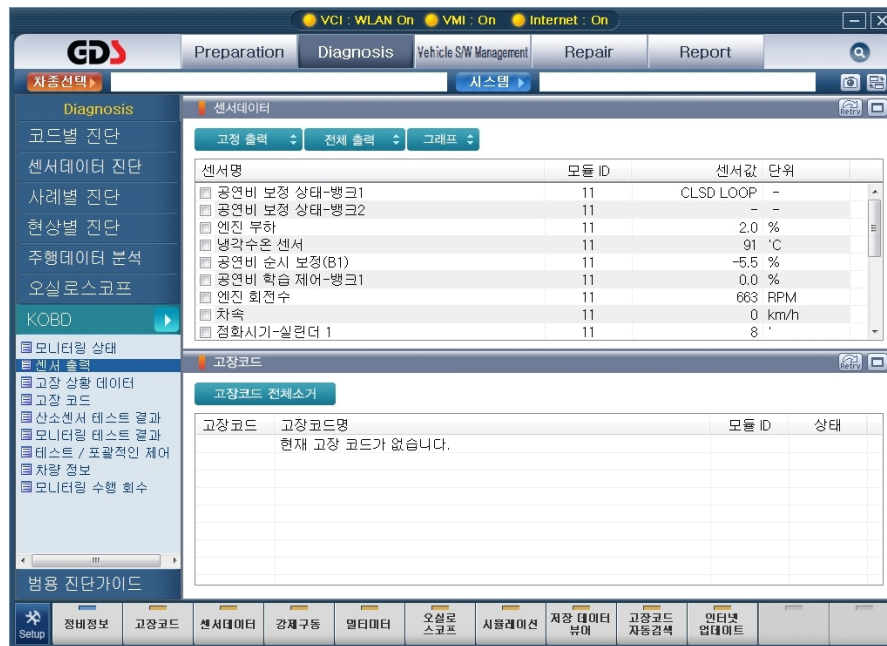 VCI : WLAN On VMI : On Internet : On
GDS Preparation Diagnosis Vehicle S/W Management Repair Report
차종선택 시스템
Diagnosis
코드별 진단
센서데이터 진단
사례별 진단
현상별 진단
주행데이터 분석
오실로스코프
KOBD
모니터링 상태
센서 출력
고장 상황 데이터
고장 코드
산소센서 테스트 결과
모니터링 테스트 결과
테스트 / 포괄적인 제어
차량 정보
모니터링 수행 회수
범용 진단가이드
센서데이터 Retry
고정 출력 전체 출력 그래프
센서명 모듈 ID 센서값 단위
공연비 보정 상태-뱅크1 11 CLSD LOOP -
공연비 보정 상태-뱅크2 11 - -
엔진 부하 11 2.0 %
냉각수온 센서 11 91 'C
공연비 순시 보정(B1) 11 -5.5 %
공연비 학습 제어-뱅크1 11 0.0 %
엔진 회전수 11 663 RPM
차속 11 0 km/h
점화시기-실린더 1 11 8 '
고장코드 Retry
고장코드 전체소거
고장코드 고장코드명 모듈 ID 상태
현재 고장 코드가 없습니다.
Setup 정비정보 고장코드 센서데이터 강제구동 멀티미터 오실로스코프 시뮬레이션 저장 데이터 뷰어 고장코드 자동검색 인터넷 업데이트